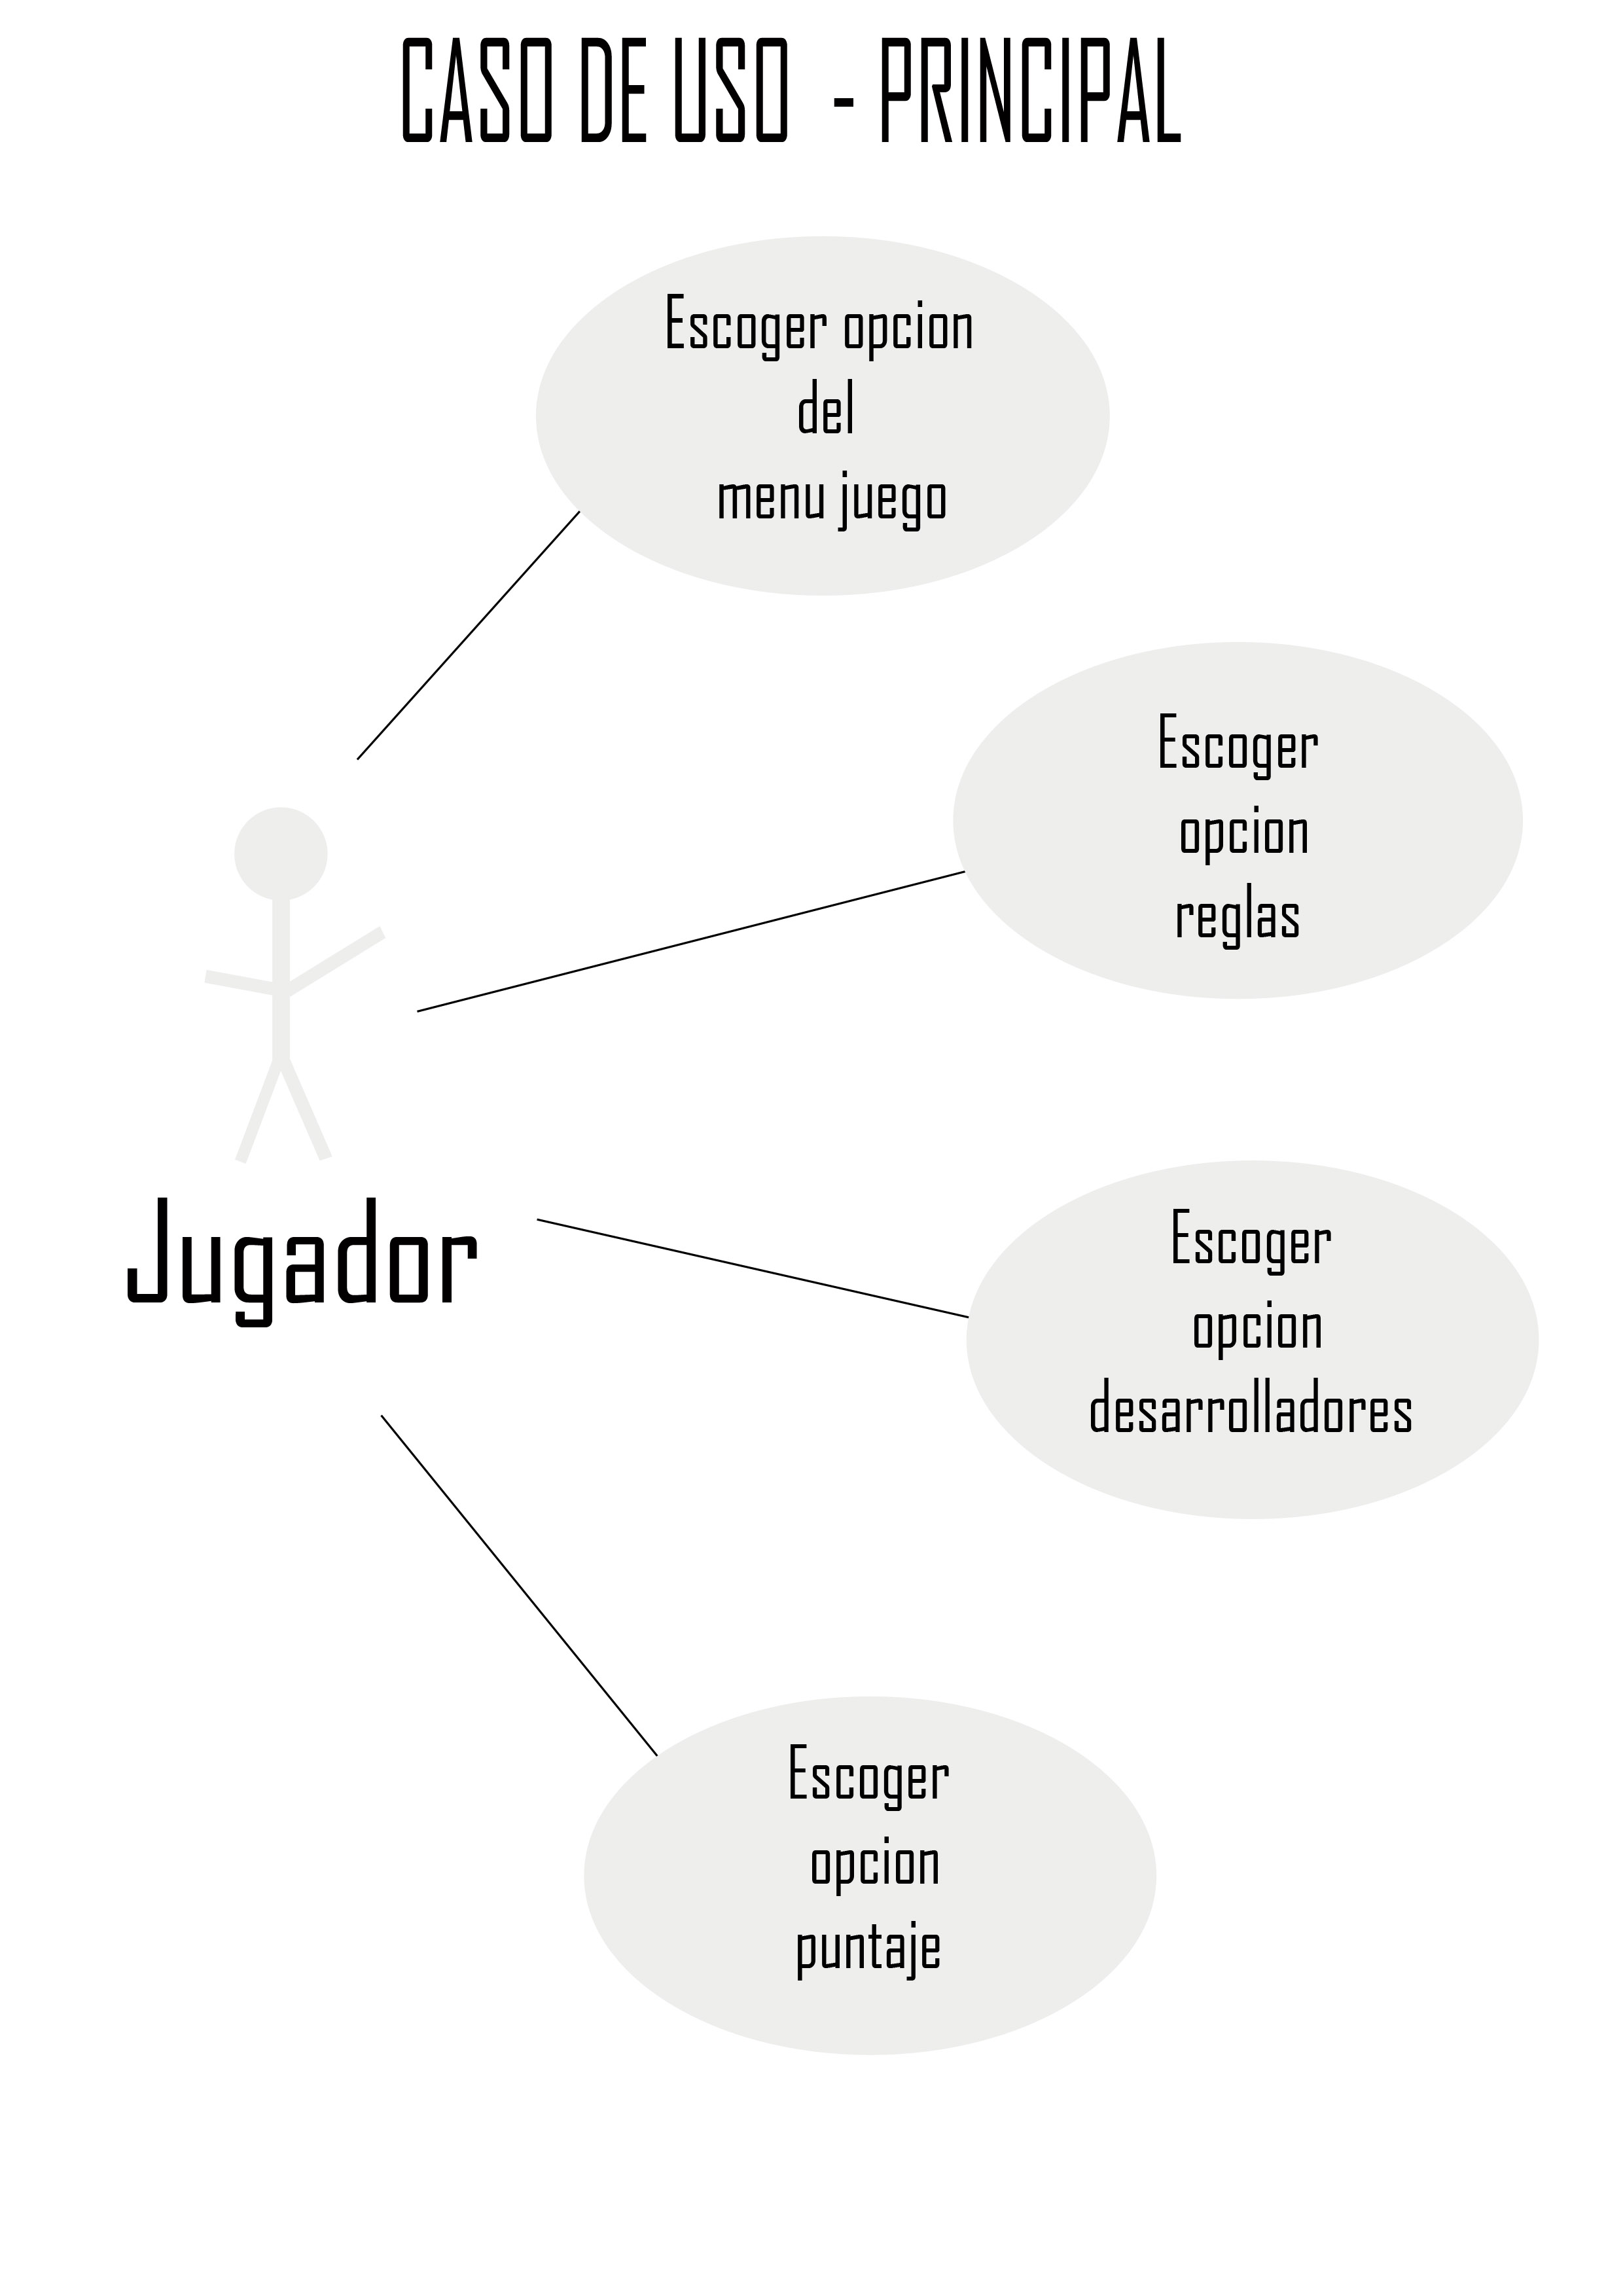 CASO DE USO - PRINCIPAL
Escoger opcion
del
menu juego
Escoger
opcion
reglas
Jugador
Escoger
opcion
desarrolladores
Escoger
opcion
puntaje